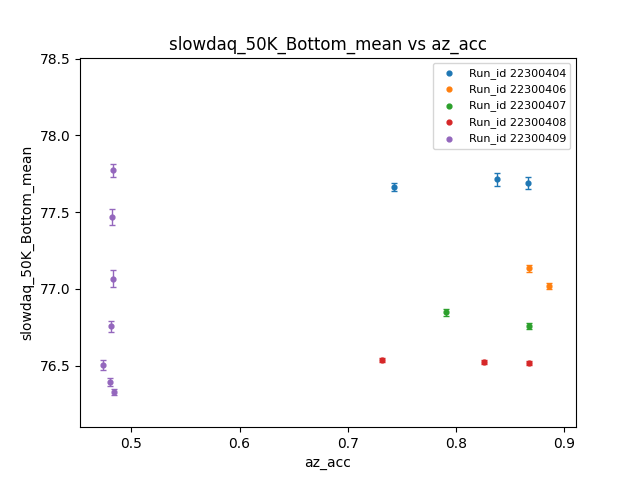 slowdaq_50K_Bottom_mean vs az_acc
78.5
78.0
77.5
77.0
76.5
slowdaq_50K_Bottom_mean
Run_id 22300404
Run_id 22300406
Run_id 22300407
Run_id 22300408
Run_id 22300409
0.5 0.6 0.7 0.8 0.9
az_acc